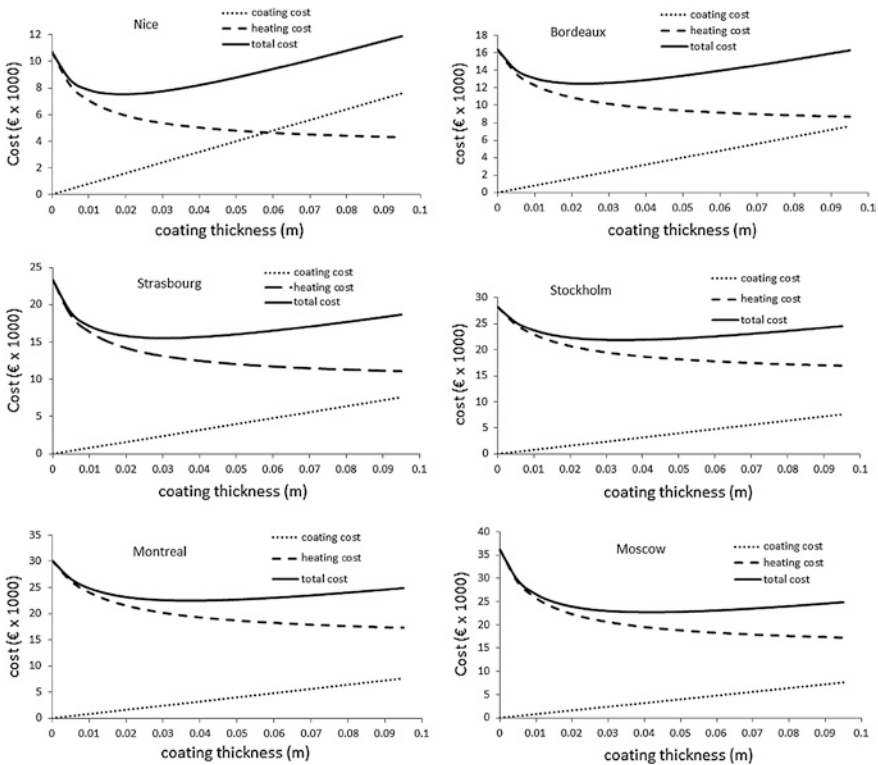 Nice
coating cost
heating cost
total cost
Cost (€ x 1000)
12
10
8
6
4
2
0
0 0.01 0.02 0.03 0.04 0.05 0.06 0.07 0.08 0.09 0.1
coating thickness (m)
Bordeaux
coating cost
heating cost
total cost
cost (€ x 1000)
18
16
14
12
10
8
6
4
2
0
0 0.01 0.02 0.03 0.04 0.05 0.06 0.07 0.08 0.09 0.1
coating thickness (m)
Strasbourg
coating cost
heating cost
total cost
Cost (€ x 1000)
25
20
15
10
5
0
0 0.01 0.02 0.03 0.04 0.05 0.06 0.07 0.08 0.09 0.1
coating thickness (m)
Stockholm
coating cost
heating cost
total cost
cost (€ x 1000)
30
25
20
15
10
5
0
0 0.01 0.02 0.03 0.04 0.05 0.06 0.07 0.08 0.09 0.1
coating thickness (m)
Montreal
coating cost
heating cost
total cost
cost (€ x 1000)
35
30
25
20
15
10
5
0
0 0.01 0.02 0.03 0.04 0.05 0.06 0.07 0.08 0.09 0.1
coating thickness (m)
Moscow
coating cost
heating cost
total cost
Cost (€ x 1000)
40
35
30
25
20
15
10
5
0
0 0.01 0.02 0.03 0.04 0.05 0.06 0.07 0.08 0.09 0.1
coating thickness (m)